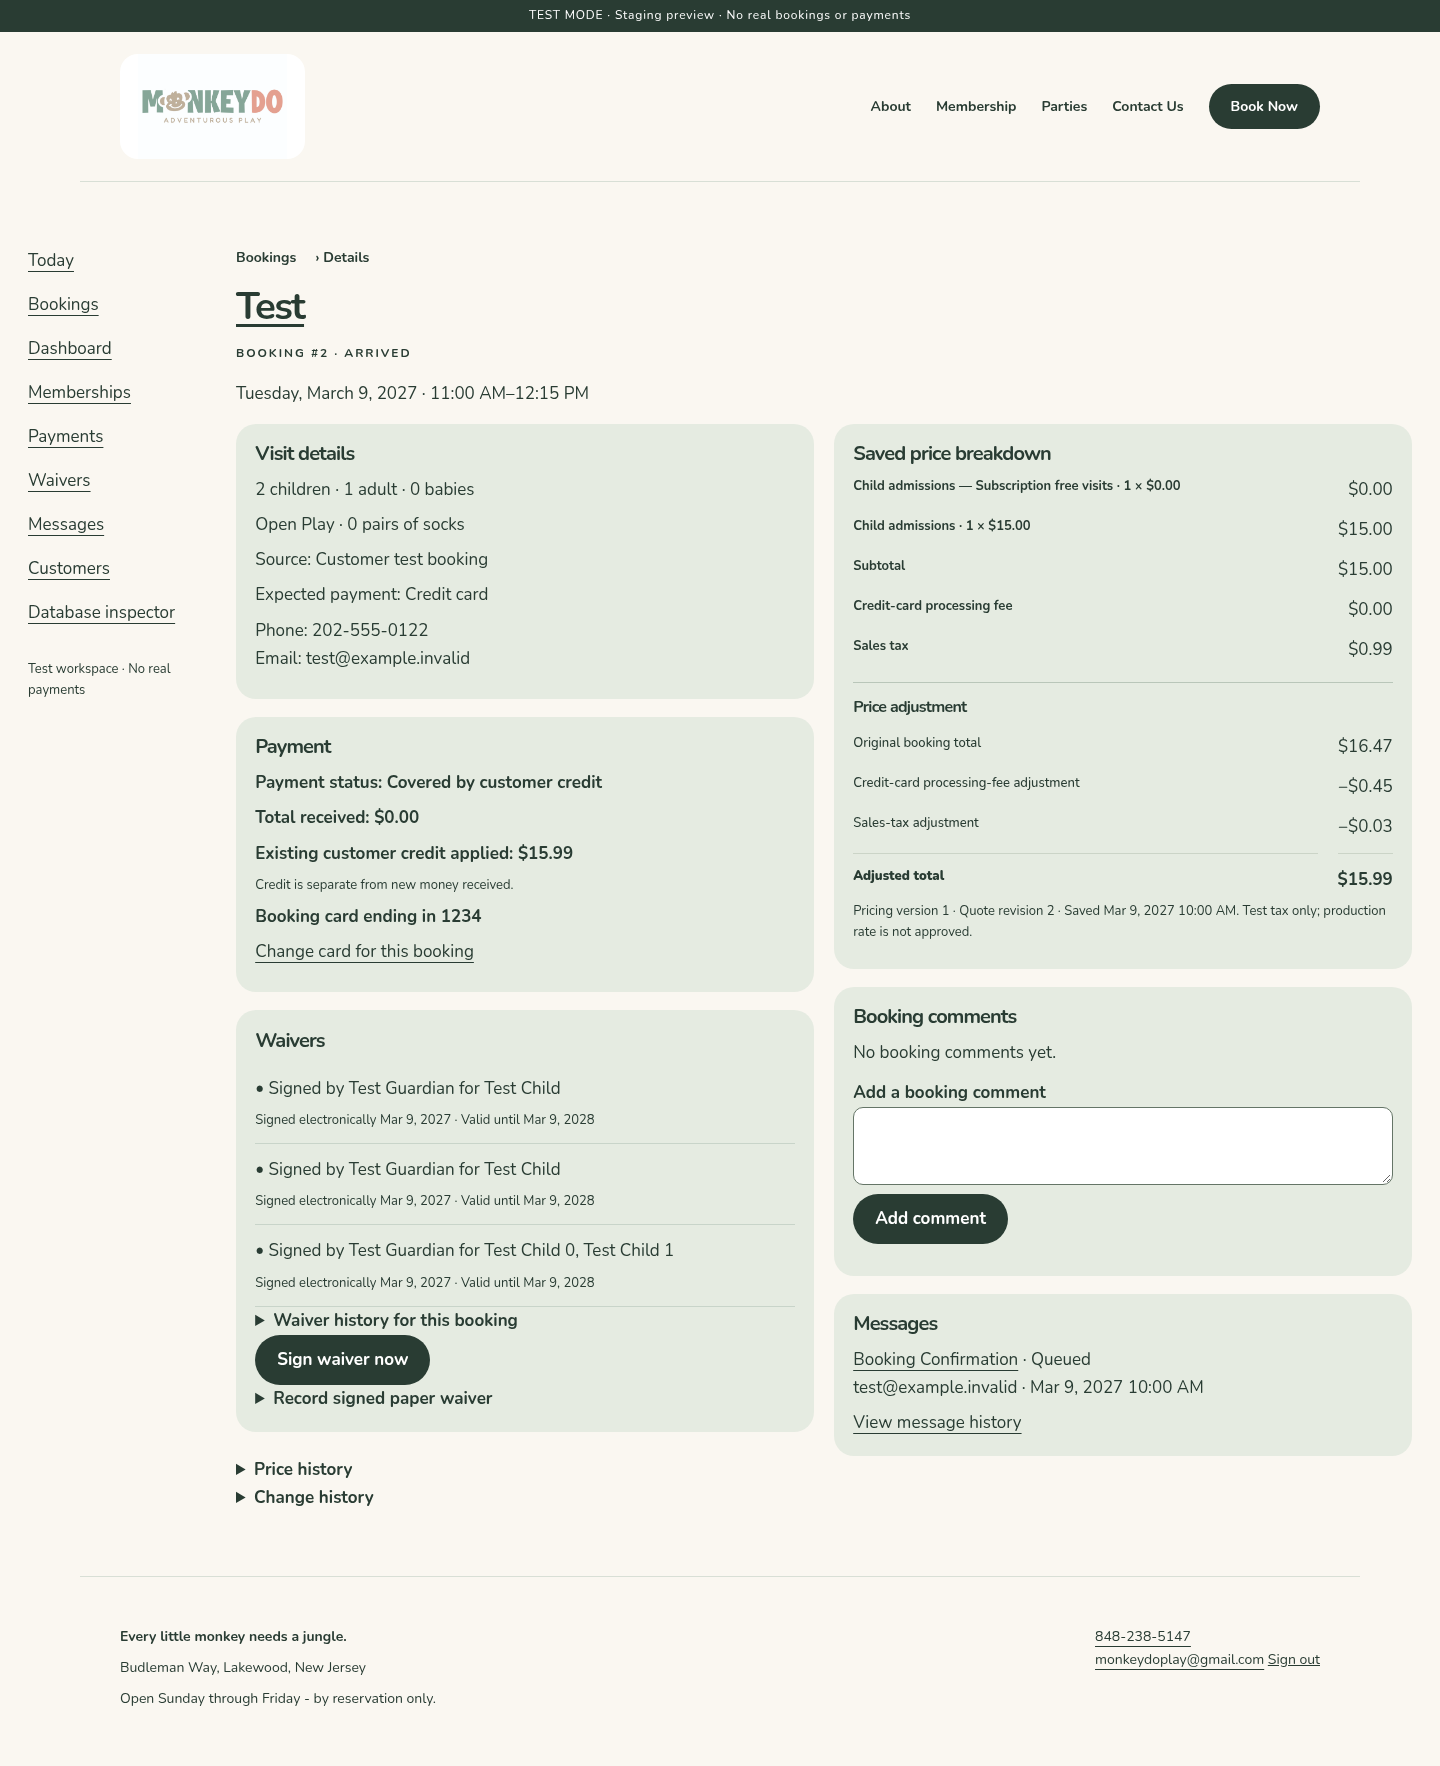 TEST MODE · Staging preview · No real bookings or payments
MONKEYDO
ADVENTUROUS PLAY
About Membership Parties Contact Us Book Now
Today
Bookings
Dashboard
Memberships
Payments
Waivers
Messages
Customers
Database inspector
Test workspace · No real
payments
Bookings › Details
Test
BOOKING #2 · ARRIVED
Tuesday, March 9, 2027 · 11:00 AM–12:15 PM
Visit details
2 children · 1 adult · 0 babies
Open Play · 0 pairs of socks
Source: Customer test booking
Expected payment: Credit card
Phone: 202-555-0122
Email: test@example.invalid
Payment
Payment status: Covered by customer credit
Total received: $0.00
Existing customer credit applied: $15.99
Credit is separate from new money received.
Booking card ending in 1234
Change card for this booking
Waivers
• Signed by Test Guardian for Test Child
Signed electronically Mar 9, 2027 · Valid until Mar 9, 2028
• Signed by Test Guardian for Test Child
Signed electronically Mar 9, 2027 · Valid until Mar 9, 2028
• Signed by Test Guardian for Test Child 0, Test Child 1
Signed electronically Mar 9, 2027 · Valid until Mar 9, 2028
▶ Waiver history for this booking
Sign waiver now
▶ Record signed paper waiver
▶ Price history
▶ Change history
Saved price breakdown
Child admissions — Subscription free visits · 1 × $0.00 $0.00
Child admissions · 1 × $15.00 $15.00
Subtotal $15.00
Credit-card processing fee $0.00
Sales tax $0.99
Price adjustment
Original booking total $16.47
Credit-card processing-fee adjustment −$0.45
Sales-tax adjustment −$0.03
Adjusted total $15.99
Pricing version 1 · Quote revision 2 · Saved Mar 9, 2027 10:00 AM. Test tax only; production
rate is not approved.
Booking comments
No booking comments yet.
Add a booking comment
Add comment
Messages
Booking Confirmation · Queued
test@example.invalid · Mar 9, 2027 10:00 AM
View message history
Every little monkey needs a jungle.
Budleman Way, Lakewood, New Jersey
Open Sunday through Friday - by reservation only.
848-238-5147
monkeydoplay@gmail.com Sign out